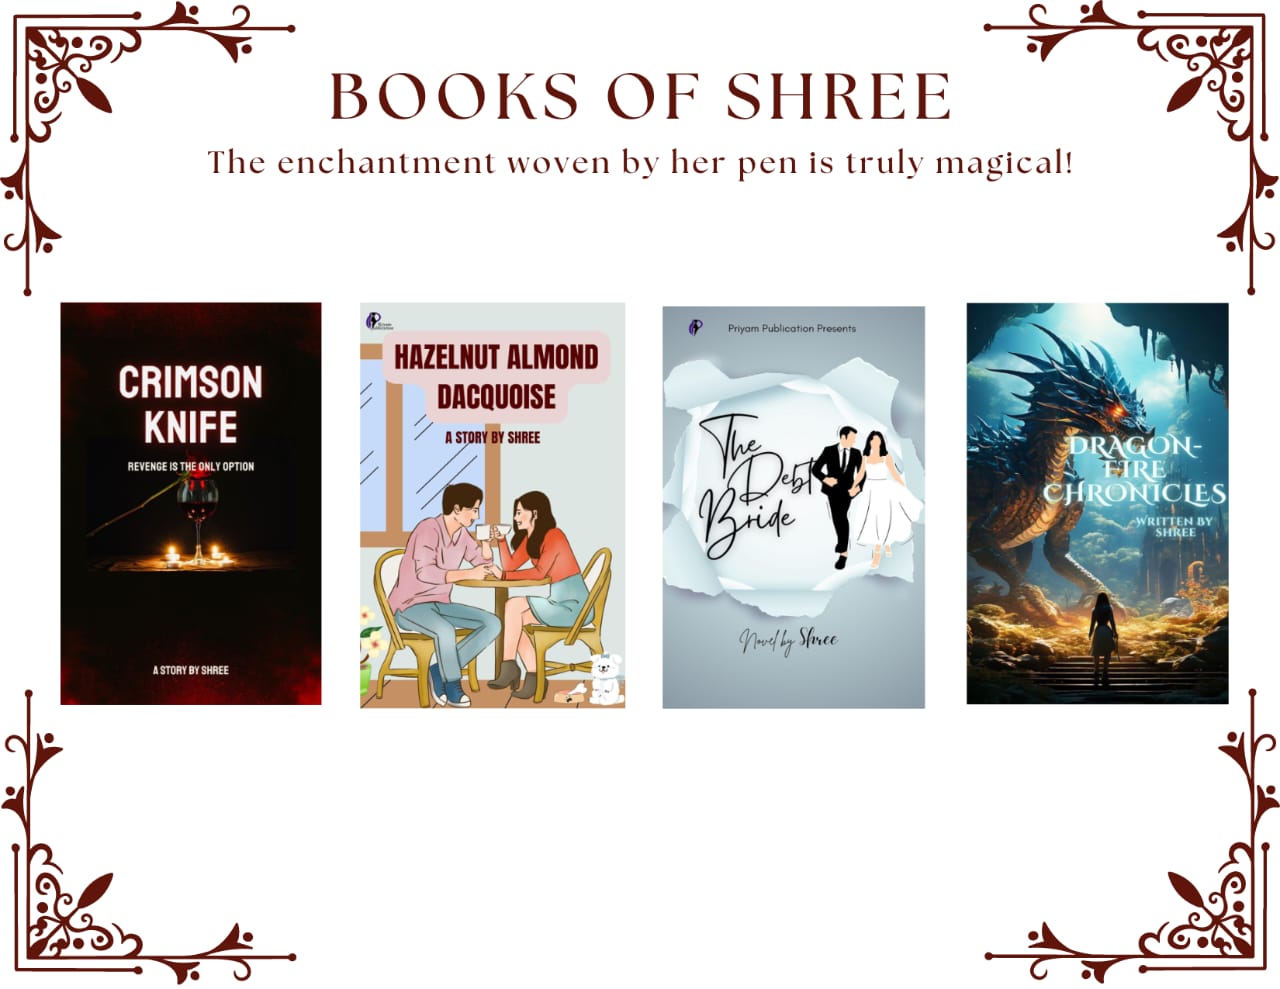 BOOKS OF SHREE
The enchantment woven by her pen is truly magical!
CRIMSON
KNIFE
REVENGE IS THE ONLY OPTION
A STORY BY SHREE
Priyam
Publication
HAZELNUT ALMOND
DACQUOISE
A STORY BY SHREE
Priyam Publication Presents
The
Debt
Bride
Novel by Shree
DRAGON-
FIRE
CHRONICLES
WRITTEN BY
SHREE